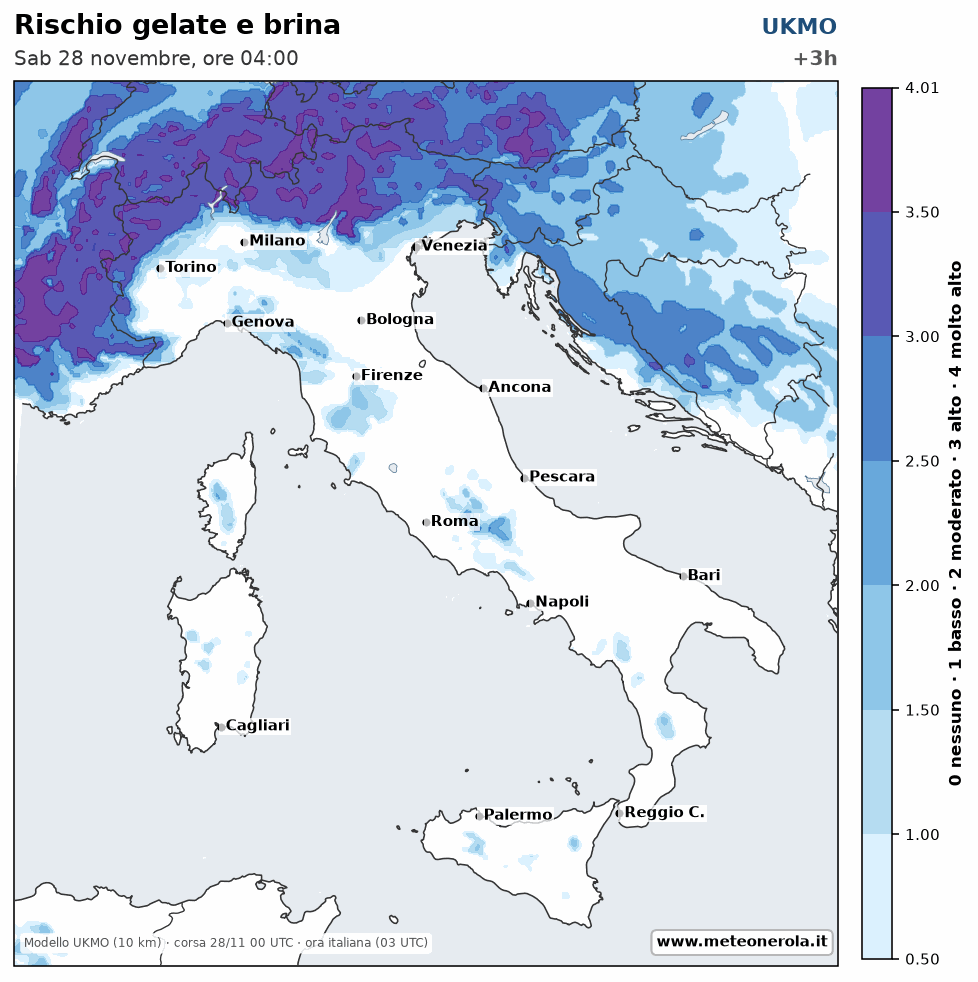 Rischio gelate e brina
UKMO
Sab 28 novembre, ore 04:00
+3h
4.01
3.50
3.00
2.50
2.00
1.50
1.00
0.50
0 nessuno · 1 basso · 2 moderato · 3 alto · 4 molto alto
Milano
Venezia
Torino
Genova
Bologna
Firenze
Ancona
Pescara
Roma
Bari
Napoli
Cagliari
Palermo
Reggio C.
Modello UKMO (10 km) · corsa 28/11 00 UTC · ora italiana (03 UTC)
www.meteonerola.it